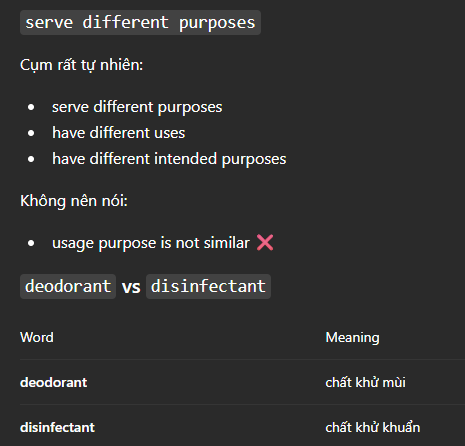 serve different purposes
Cụm rất tự nhiên:
serve different purposes
have different uses
have different intended purposes
Không nên nói:
usage purpose is not similar ❌
deodorant vs disinfectant
Word Meaning
deodorant chất khử mùi
disinfectant chất khử khuẩn